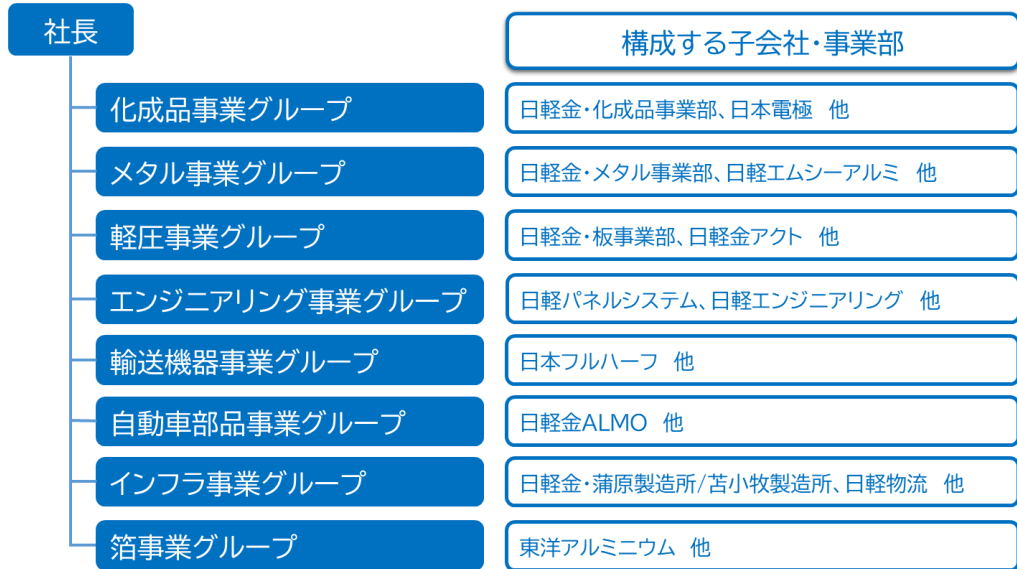 社長
構成する子会社・事業部
化成品事業グループ
日軽金・化成品事業部、日本電極 他
メタル事業グループ
日軽金・メタル事業部、日軽エムシーアルミ 他
軽圧事業グループ
日軽金・板事業部、日軽金アクト 他
エンジニアリング事業グループ
日軽パネルシステム、日軽エンジニアリング 他
輸送機器事業グループ
日本フルハーフ 他
自動車部品事業グループ
日軽金ALMO 他
インフラ事業グループ
日軽金・蒲原製造所/苫小牧製造所、日軽物流 他
箔事業グループ
東洋アルミニウム 他